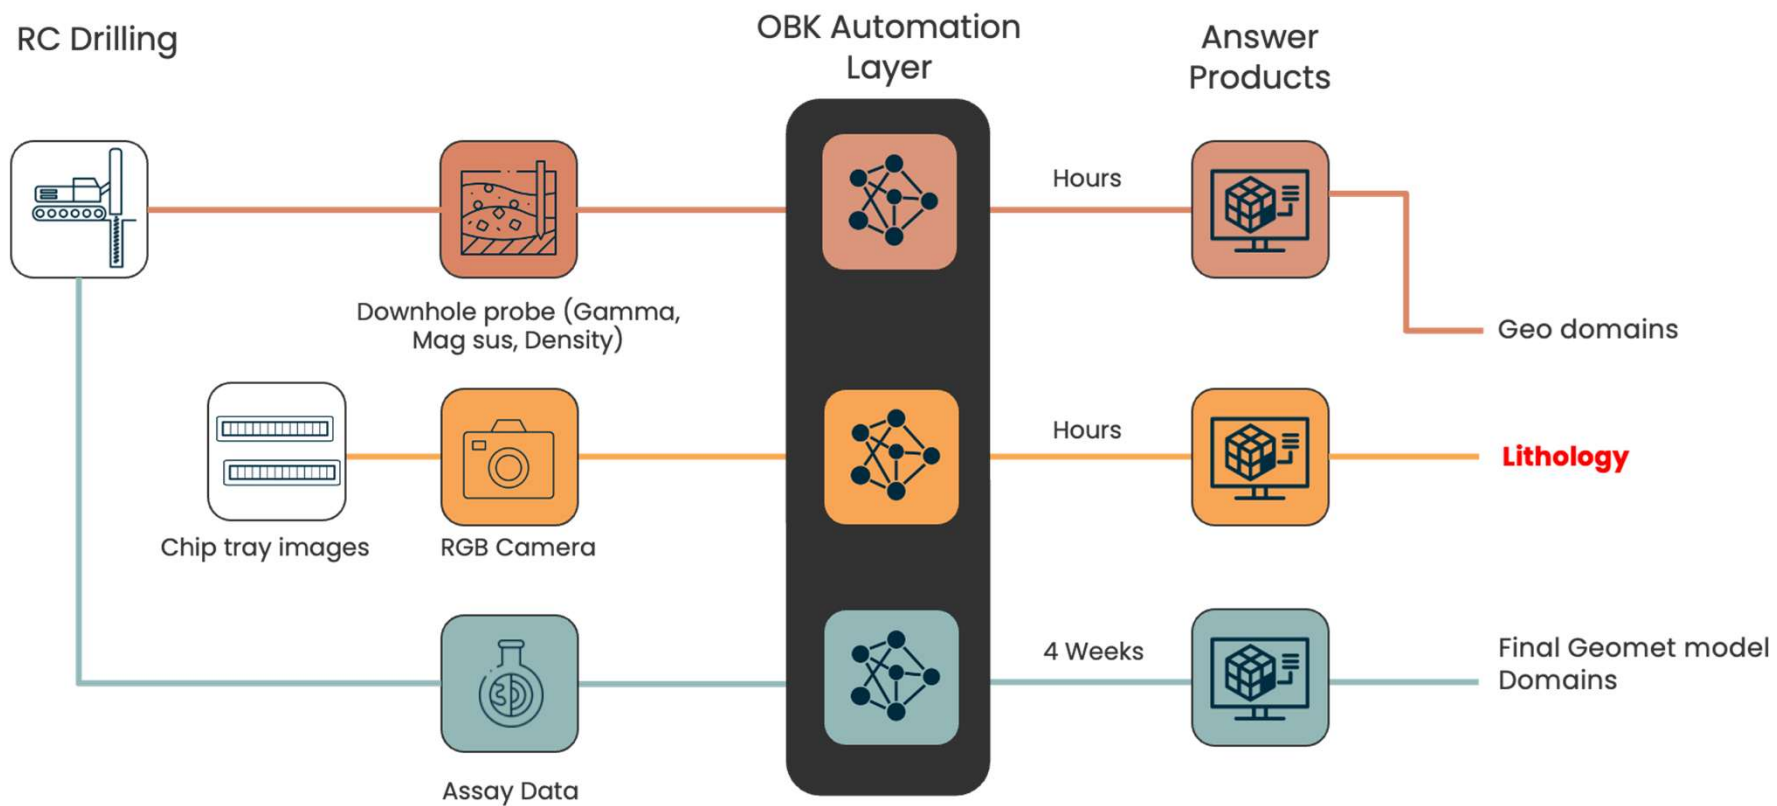 RC Drilling
OBK Automation
Layer
Answer
Products
Hours
Downhole probe (Gamma,
Mag sus, Density)
Geo domains
Hours
Lithology
Chip tray images
RGB Camera
4 Weeks
Final Geomet model
Domains
Assay Data